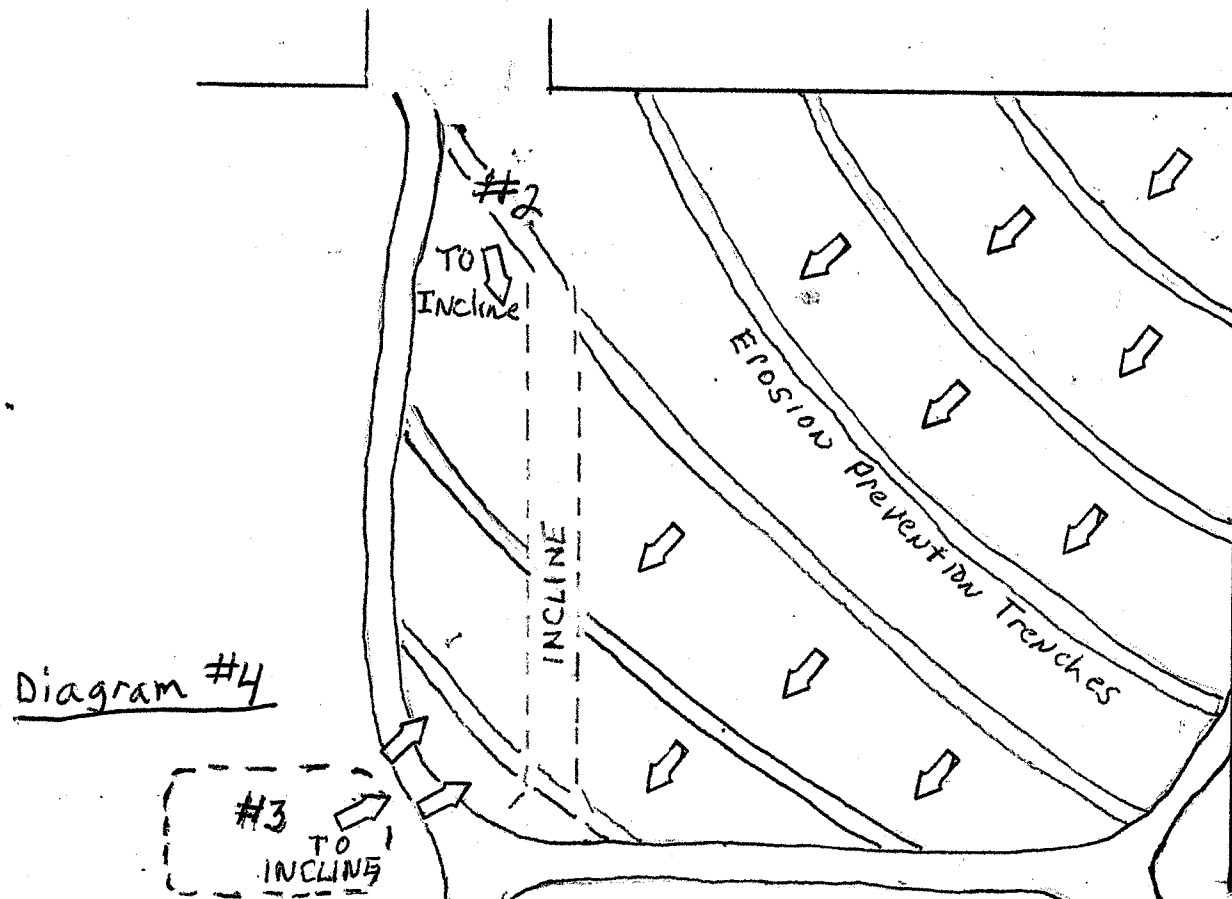 #2
TO
Incline
Erosion Prevention Trenches
INCLINE
Diagram #4
#3
TO
INCLINE